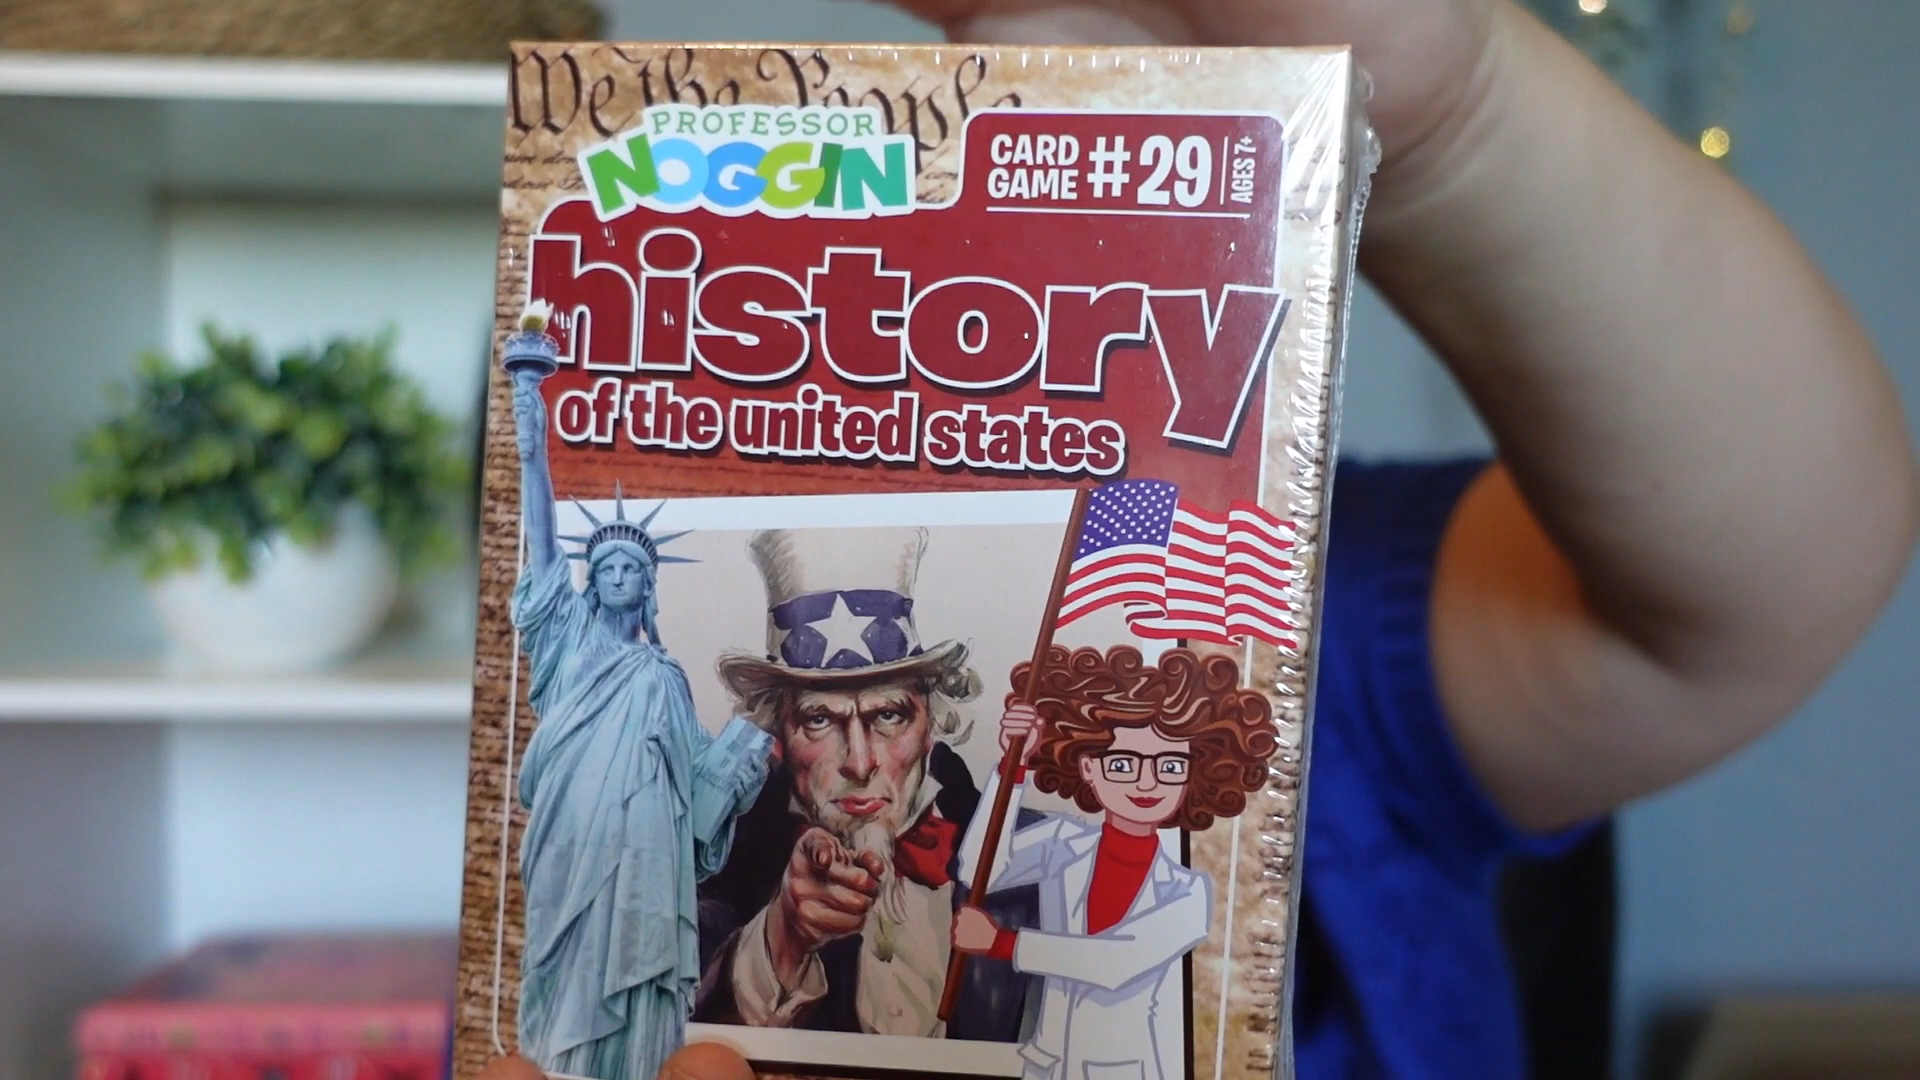 We the People
PROFESSOR
NOGGIN
CARD
GAME
#29
AGES 7+
history
of the united states